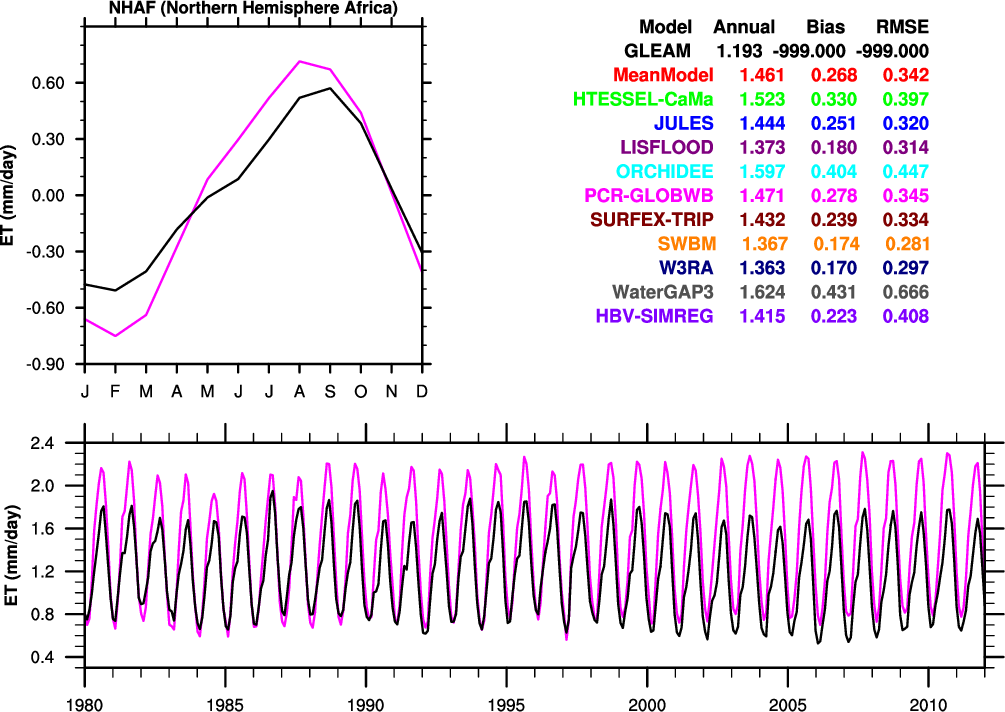 NHAF (Northern Hemisphere Africa)
Model Annual Bias RMSE
GLEAM 1.193 -999.000 -999.000
MeanModel 1.461 0.268 0.342
HTESSEL-CaMa 1.523 0.330 0.397
JULES 1.444 0.251 0.320
LISFLOOD 1.373 0.180 0.314
ORCHIDEE 1.597 0.404 0.447
PCR-GLOBWB 1.471 0.278 0.345
SURFEX-TRIP 1.432 0.239 0.334
SWBM 1.367 0.174 0.281
W3RA 1.363 0.170 0.297
WaterGAP3 1.624 0.431 0.666
HBV-SIMREG 1.415 0.223 0.408
ET (mm/day)
0.60
0.30
0.00
-0.30
-0.60
-0.90
J F M A M J J A S O N D
ET (mm/day)
2.4
2.0
1.6
1.2
0.8
0.4
1980 1985 1990 1995 2000 2005 2010